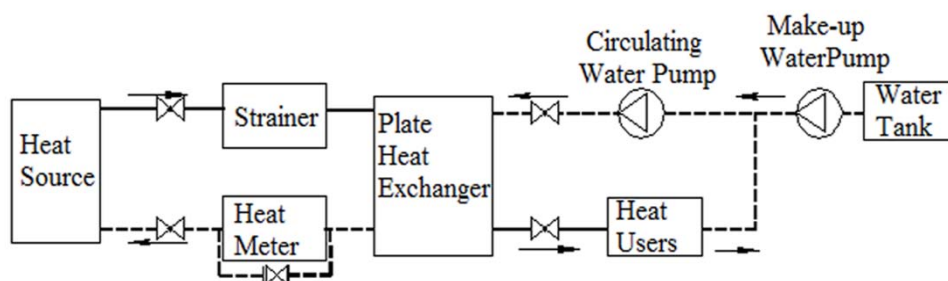 Circulating
Water Pump
Make-up
WaterPump
Heat
Source
Strainer
Plate
Heat
Exchanger
Water
Tank
Heat
Meter
Heat
Users